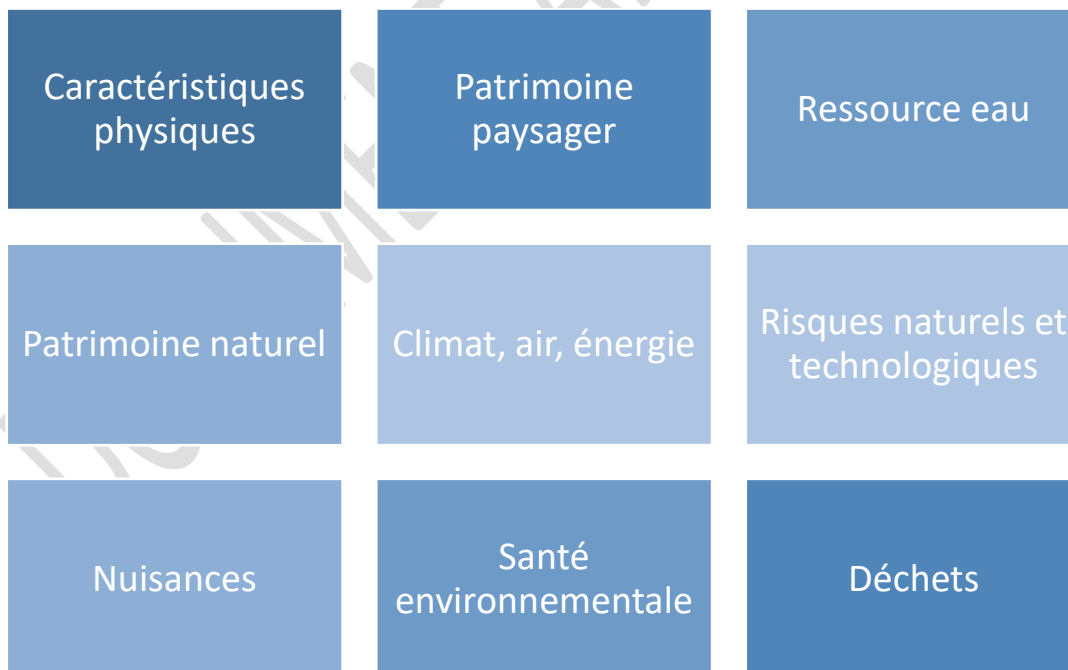 Caractéristiques
physiques
Patrimoine
paysager
Ressource eau
Patrimoine naturel
Climat, air, énergie
Risques naturels et
technologiques
Nuisances
Santé
environnementale
Déchets